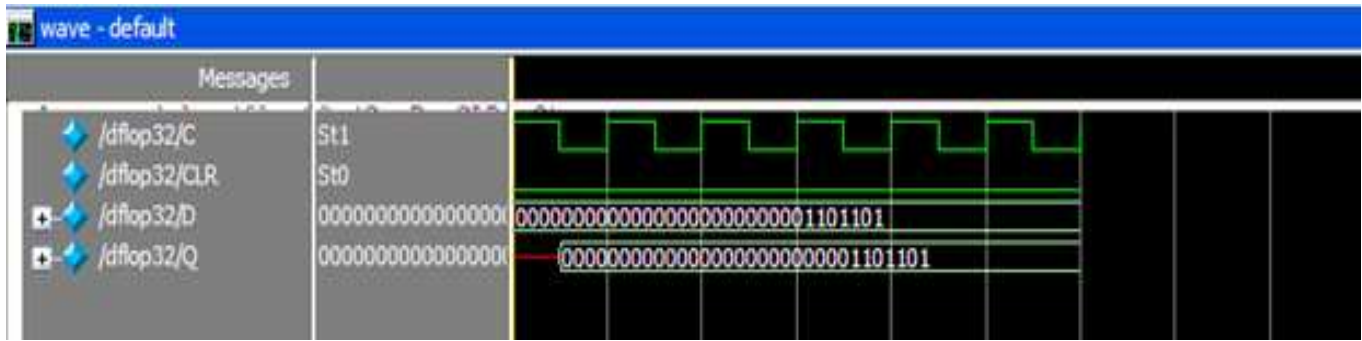 wave - default
Messages
/dflop32/C St1
/dflop32/CLR St0
/dflop32/D 0000000000000000 00000000000000000000000001101101
/dflop32/Q 0000000000000000 00000000000000000000000001101101